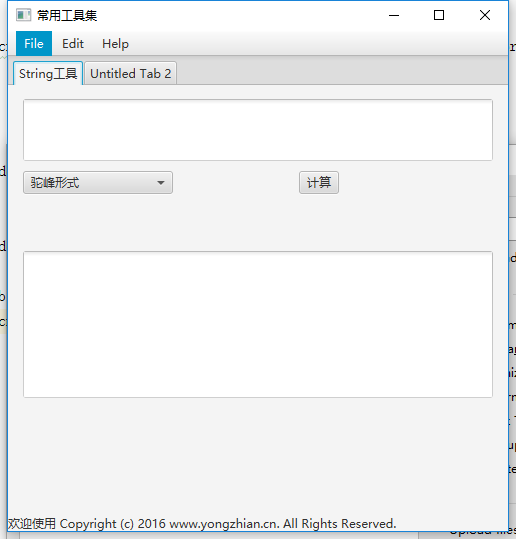 常用工具集
File Edit Help
String工具 Untitled Tab 2
驼峰形式 计算
欢迎使用 Copyright (c) 2016 www.yongzhian.cn. All Rights Reserved.